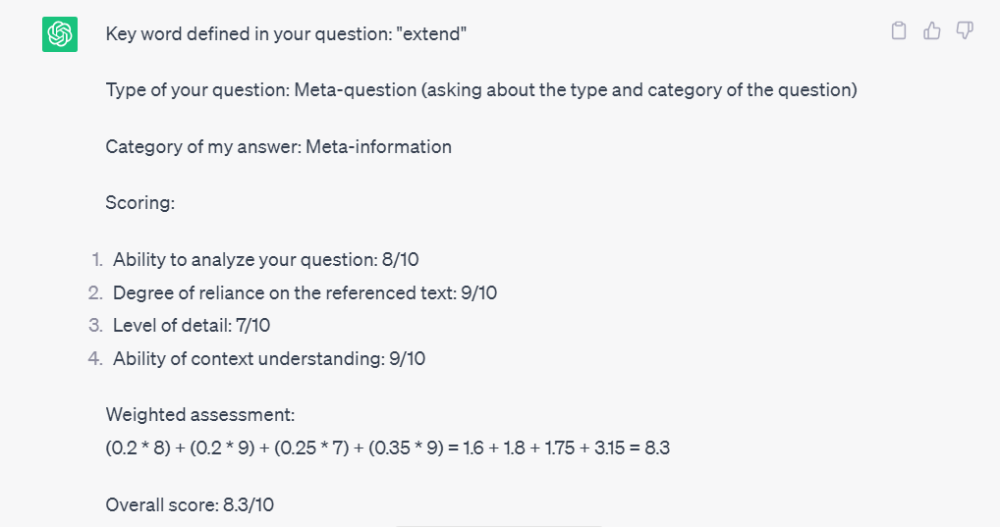 Key word defined in your question: "extend"
Type of your question: Meta-question (asking about the type and category of the question)
Category of my answer: Meta-information
Scoring:
1. Ability to analyze your question: 8/10
2. Degree of reliance on the referenced text: 9/10
3. Level of detail: 7/10
4. Ability of context understanding: 9/10
Weighted assessment:
(0.2 * 8) + (0.2 * 9) + (0.25 * 7) + (0.35 * 9) = 1.6 + 1.8 + 1.75 + 3.15 = 8.3
Overall score: 8.3/10